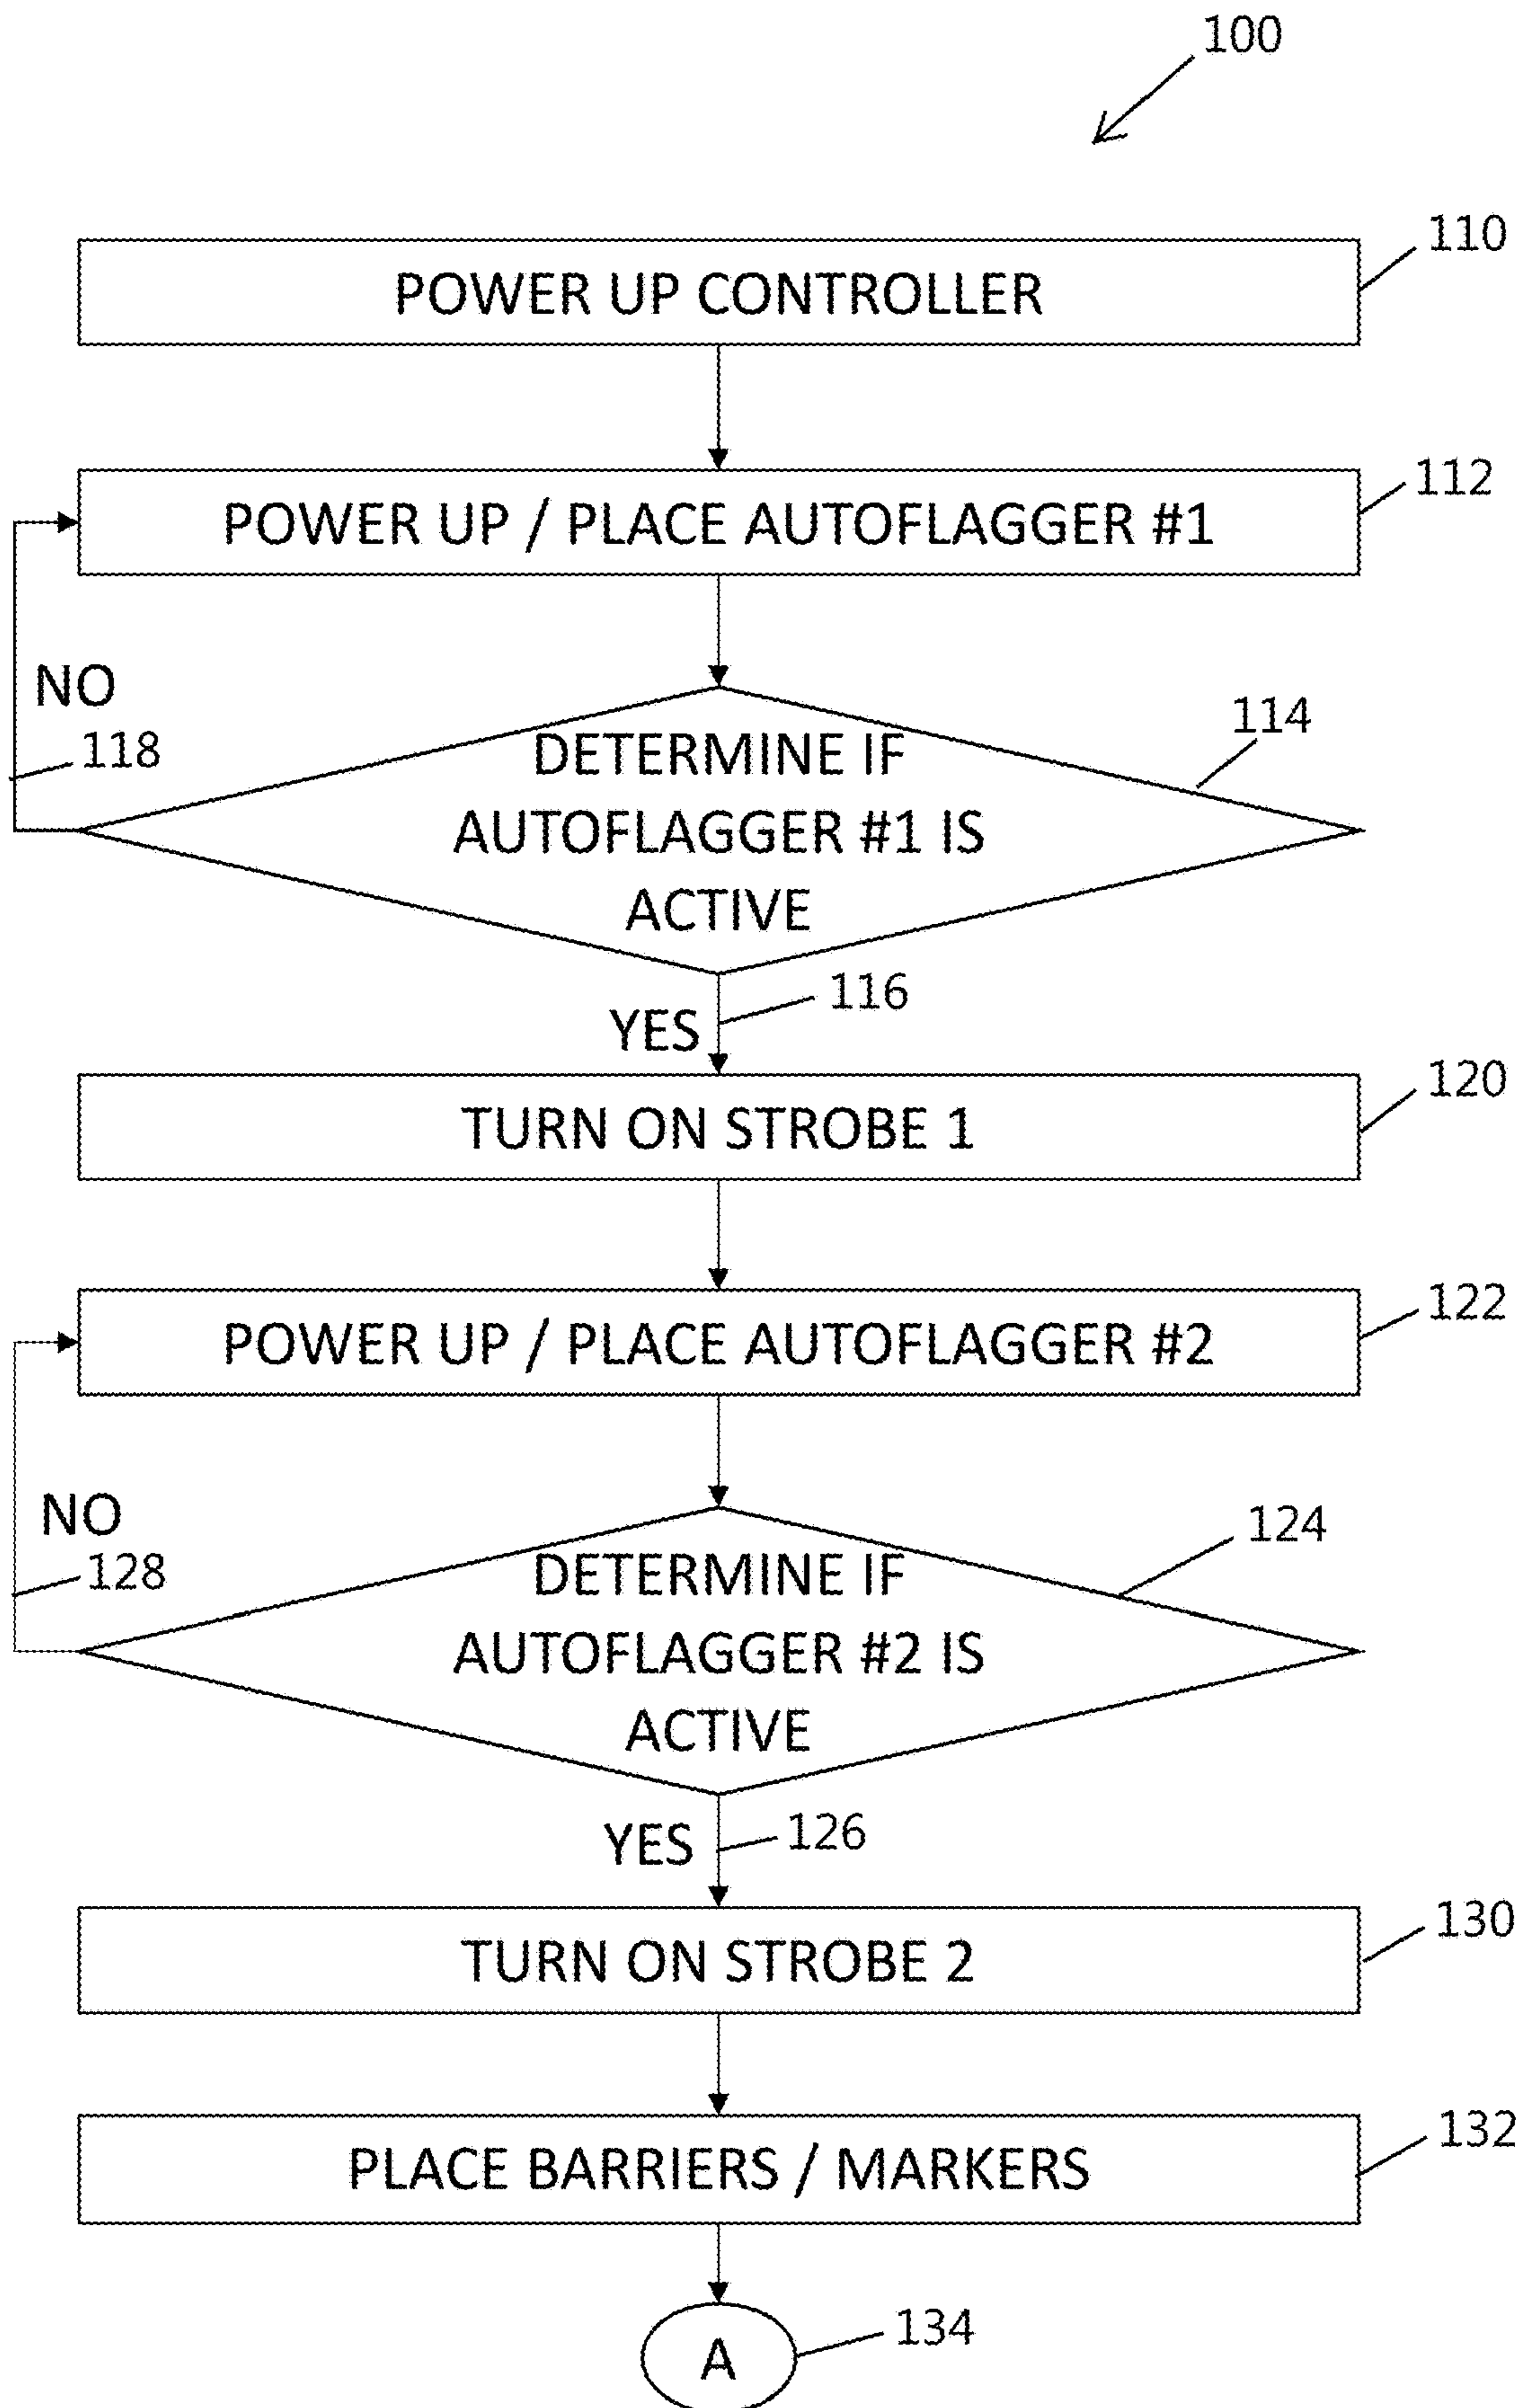 100
110
POWER UP CONTROLLER
112
POWER UP / PLACE AUTOFLAGGER #1
NO
118
114
DETERMINE IF
AUTOFLAGGER #1 IS
ACTIVE
116
YES
120
TURN ON STROBE 1
122
POWER UP / PLACE AUTOFLAGGER #2
NO
128
124
DETERMINE IF
AUTOFLAGGER #2 IS
ACTIVE
126
YES
130
TURN ON STROBE 2
132
PLACE BARRIERS / MARKERS
134
A